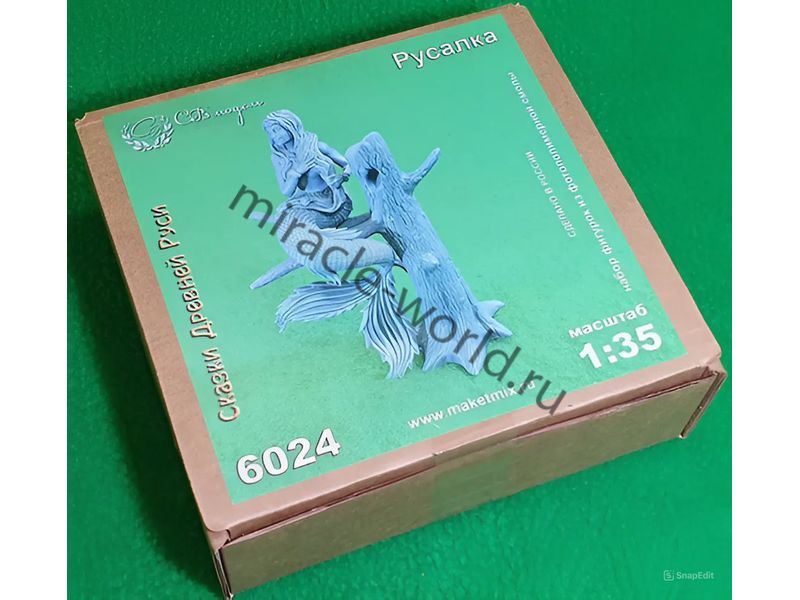 Русалка
СВ модели
Сказки Древней Руси
СДЕЛАНО В РОССИИ
набор фигурок из фотополимерной смолы
масштаб
1:35
www.maketmix.ru
6024
miracle-world.ru
SnapEdit